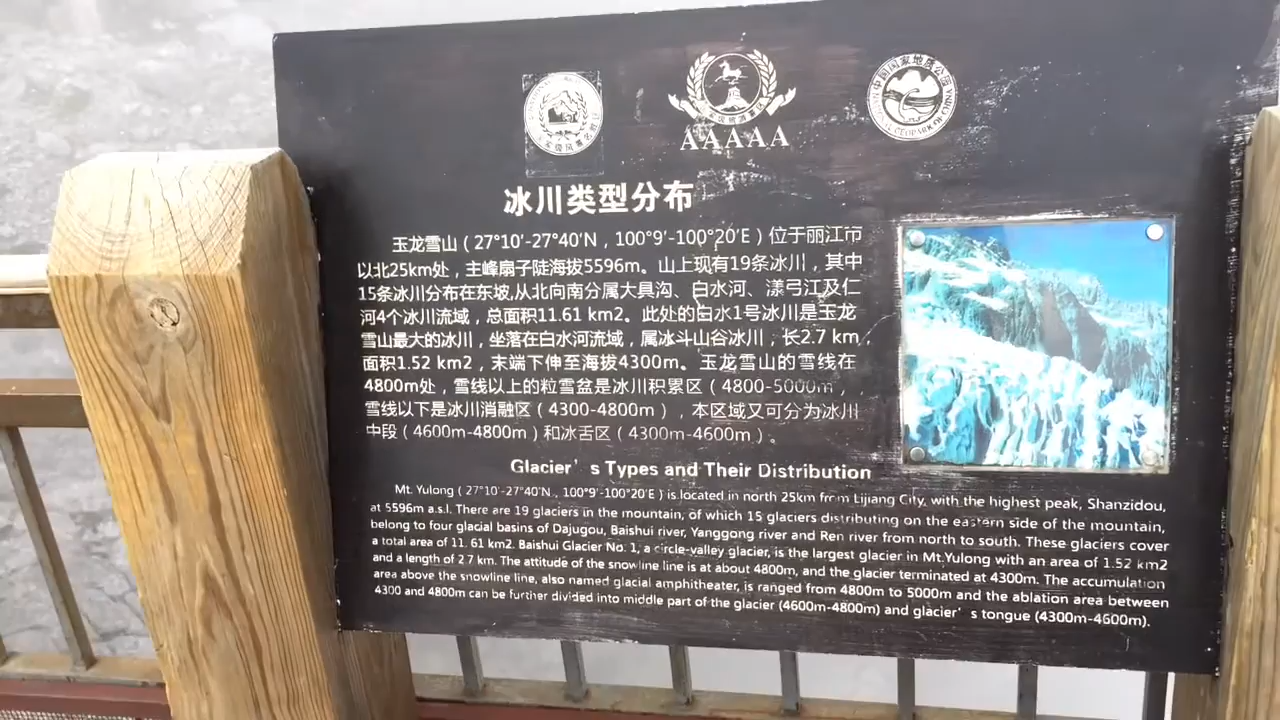 AAAAA
中国国家地质公园
NATIONAL GEOPARK OF CHINA
冰川类型分布
玉龙雪山（27°10′-27°40′N，100°9′-100°20′E）位于丽江市
以北25km处，主峰扇子陡海拔5596m。山上现有19条冰川，其中
15条冰川分布在东坡,从北向南分属大具沟、白水河、漾弓江及仁
河4个冰川流域，总面积11.61 km2。此处的白水1号冰川是玉龙
雪山最大的冰川，坐落在白水河流域，属冰斗山谷冰川，长2.7 km，
面积1.52 km2，末端下伸至海拔4300m。玉龙雪山的雪线在
4800m处，雪线以上的粒雪盆是冰川积累区（4800-5000m），
雪线以下是冰川消融区（4300-4800m），本区域又可分为冰川
中段（4600m-4800m）和冰舌区（4300m-4600m）。
Glacier's Types and Their Distribution
Mt. Yulong（27°10′-27°40′N，100°9′-100°20′E）is located in north 25km from Lijiang City, with the highest peak, Shanzidou,
at 5596m a.s.l. There are 19 glaciers in the mountain, of which 15 glaciers distributing on the eastern side of the mountain,
belong to four glacial basins of Dajugou, Baishui river, Yanggong river and Ren river from north to south. These glaciers cover
a total area of 11.61 km2. Baishui Glacier No. 1, a circle-valley glacier, is the largest glacier in Mt.Yulong with an area of 1.52 km2
and a length of 2.7 km. The attitude of the snowline line is at about 4800m, and the glacier terminated at 4300m. The accumulation
area above the snowline line, also named glacial amphitheater, is ranged from 4800m to 5000m and the ablation area between
4300 and 4800m can be further divided into middle part of the glacier (4600m-4800m) and glacier's tongue (4300m-4600m).